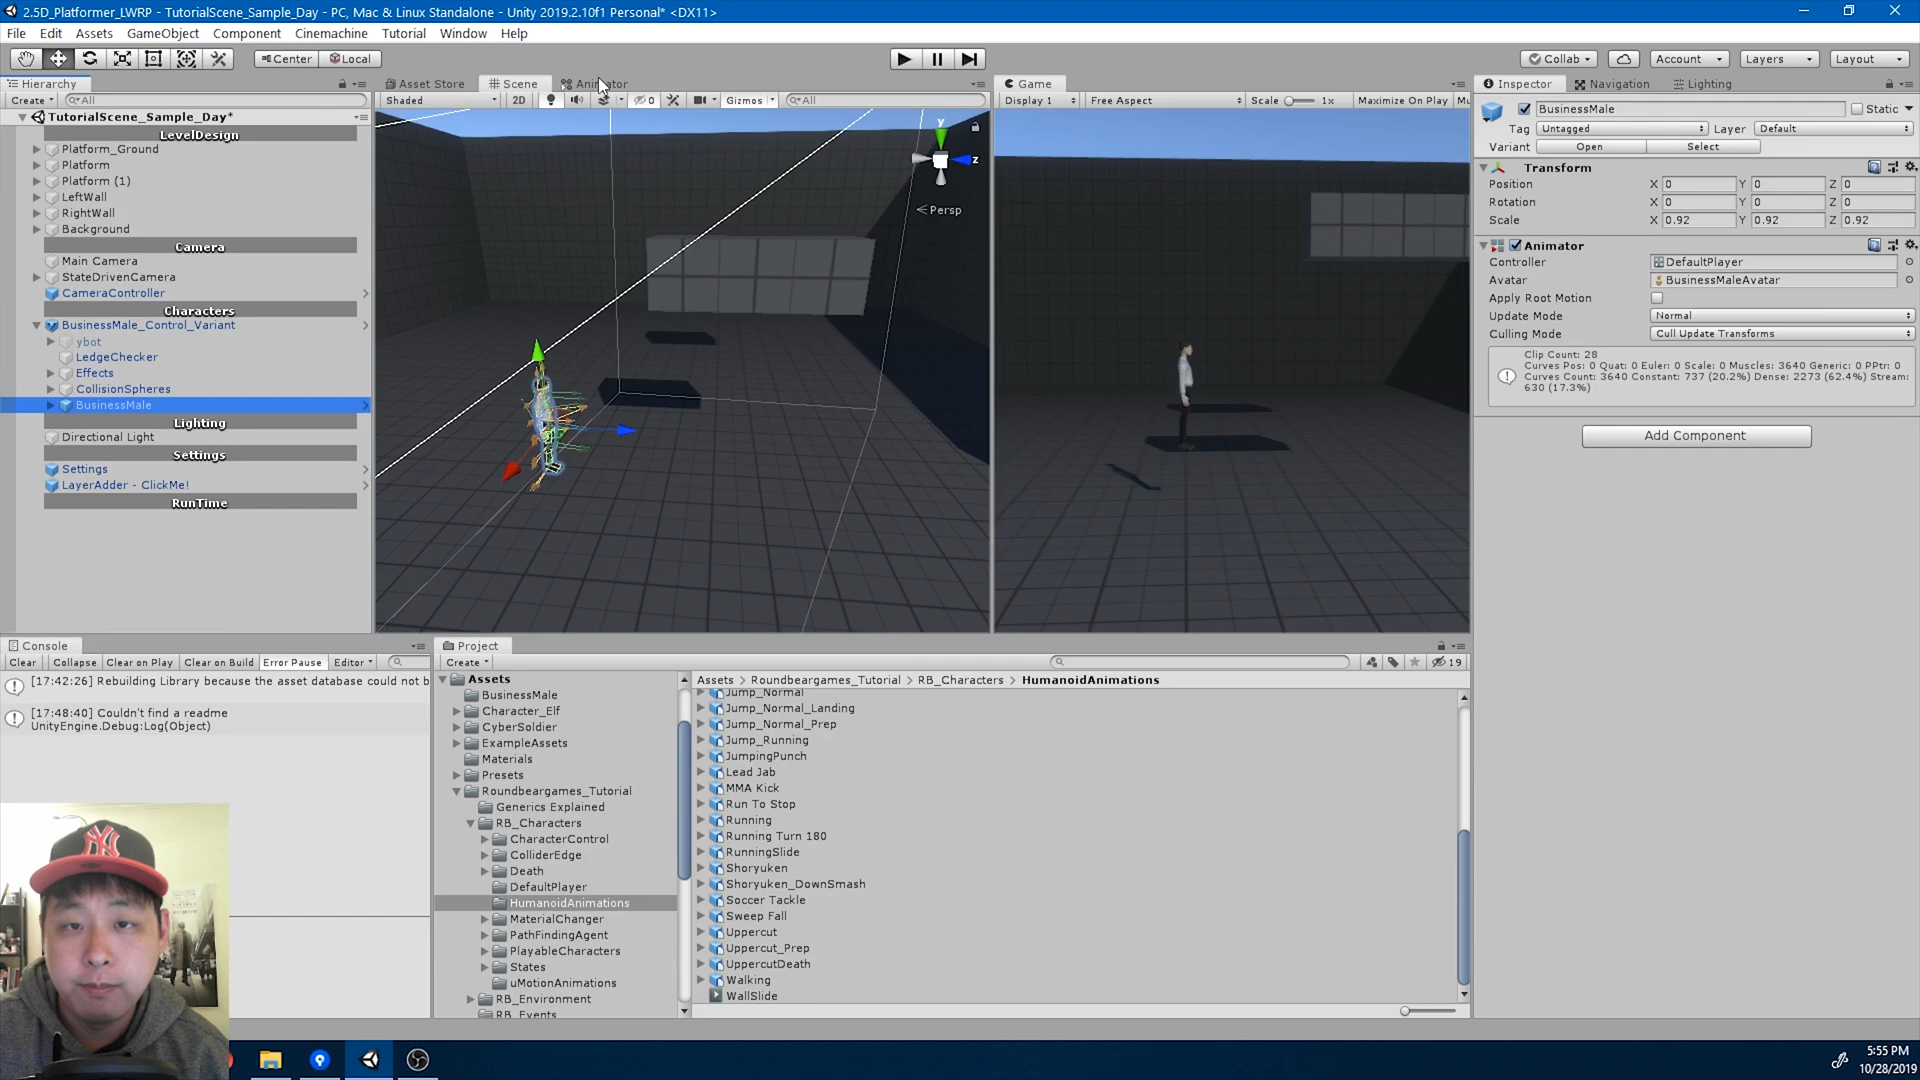 2.5D_Platformer_LWRP - TutorialScene_Sample_Day - PC, Mac & Linux Standalone - Unity 2019.2.10f1 Personal* <DX11>
File Edit Assets GameObject Component Cinemachine Tutorial Window Help
Center Local Collab Account Layers Layout
Hierarchy Asset Store Scene Animator Game Inspector Navigation Lighting
Create All Shaded 2D 0 Gizmos All Display 1 Free Aspect Scale 1x Maximize On Play Mu
TutorialScene_Sample_Day*
LevelDesign
Platform_Ground
Platform
Platform (1)
LeftWall
RightWall
Background
Camera
Main Camera
StateDrivenCamera
CameraController
Characters
BusinessMale_Control_Variant
ybot
LedgeChecker
Effects
CollisionSpheres
BusinessMale
Lighting
Directional Light
Settings
Settings
LayerAdder - ClickMe!
RunTime
y
z
Persp
BusinessMale Static
Tag Untagged Layer Default
Variant Open Select
Transform
Position X 0 Y 0 Z 0
Rotation X 0 Y 0 Z 0
Scale X 0.92 Y 0.92 Z 0.92
Animator
Controller DefaultPlayer
Avatar BusinessMaleAvatar
Apply Root Motion
Update Mode Normal
Culling Mode Cull Update Transforms
Clip Count: 28
Curves Pos: 0 Quat: 0 Euler: 0 Scale: 0 Muscles: 3640 Generic: 0 PPtr: 0
Curves Count: 3640 Constant: 737 (20.2%) Dense: 2273 (62.4%) Stream:
630 (17.3%)
Add Component
Console
Clear Collapse Clear on Play Clear on Build Error Pause Editor
[17:42:26] Rebuilding Library because the asset database could not b
[17:48:40] Couldn't find a readme
UnityEngine.Debug:Log(Object)
Project
Create 19
Assets
BusinessMale
Character_Elf
CyberSoldier
ExampleAssets
Materials
Presets
Roundbeargames_Tutorial
Generics Explained
RB_Characters
CharacterControl
ColliderEdge
Death
DefaultPlayer
HumanoidAnimations
MaterialChanger
PathFindingAgent
PlayableCharacters
States
uMotionAnimations
RB_Environment
RB_Events
Assets > Roundbeargames_Tutorial > RB_Characters > HumanoidAnimations
Jump_Normal
Jump_Normal_Landing
Jump_Normal_Prep
Jump_Running
JumpingPunch
Lead Jab
MMA Kick
Run To Stop
Running
Running Turn 180
RunningSlide
Shoryuken
Shoryuken_DownSmash
Soccer Tackle
Sweep Fall
Uppercut
Uppercut_Prep
UppercutDeath
Walking
WallSlide
5:55 PM
10/28/2019